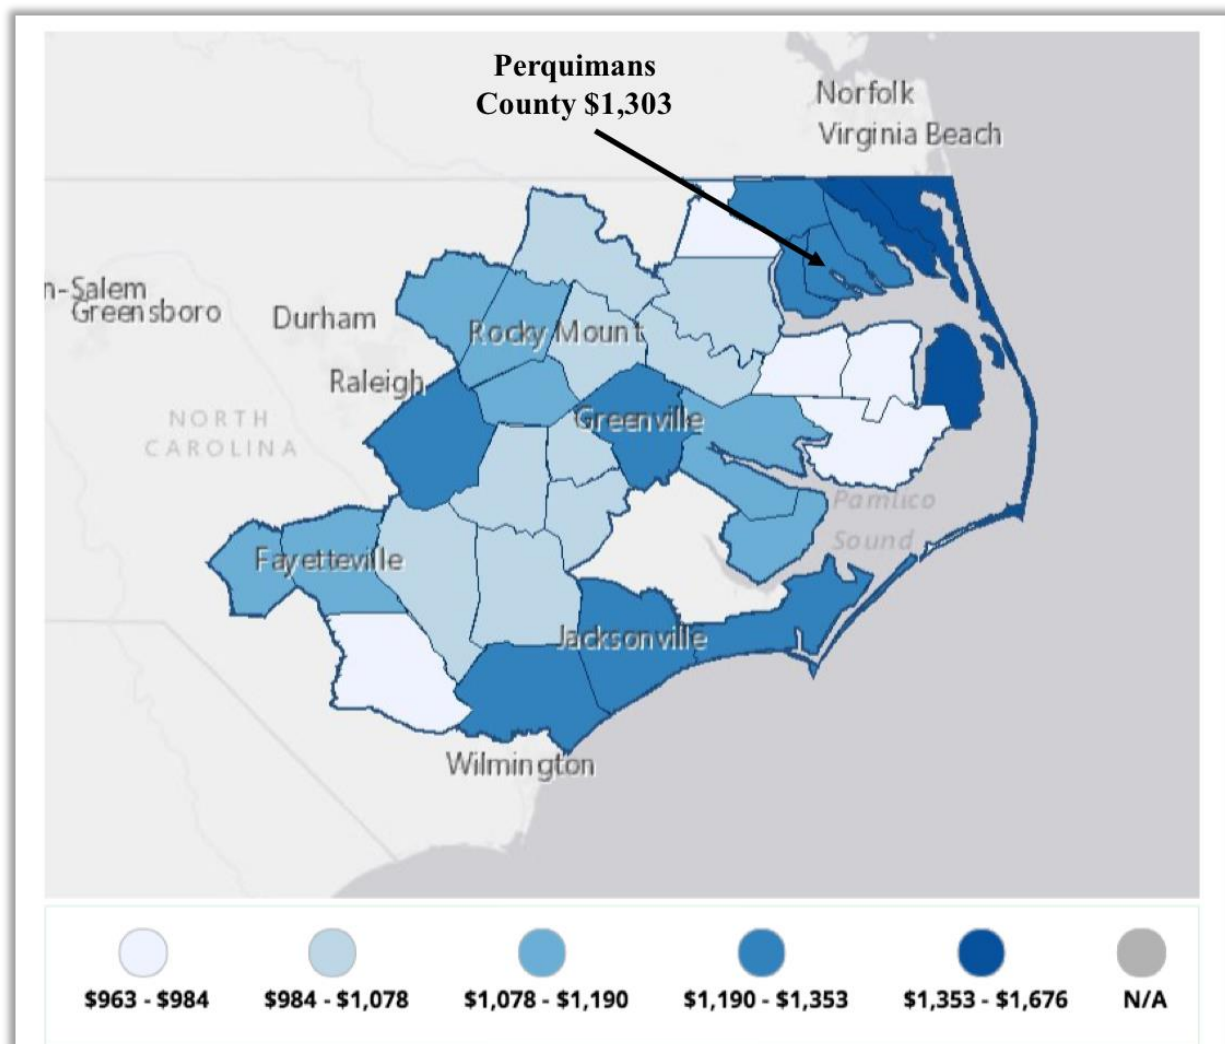 Perquimans
County $1,303
Norfolk
Virginia Beach
n-Salem
Greensboro
Durham
Rocky Mount
Raleigh
NORTH
CAROLINA
Greenville
Pamlico
Sound
Fayetteville
Jacksonville
Wilmington
$963 - $984
$984 - $1,078
$1,078 - $1,190
$1,190 - $1,353
$1,353 - $1,676
N/A